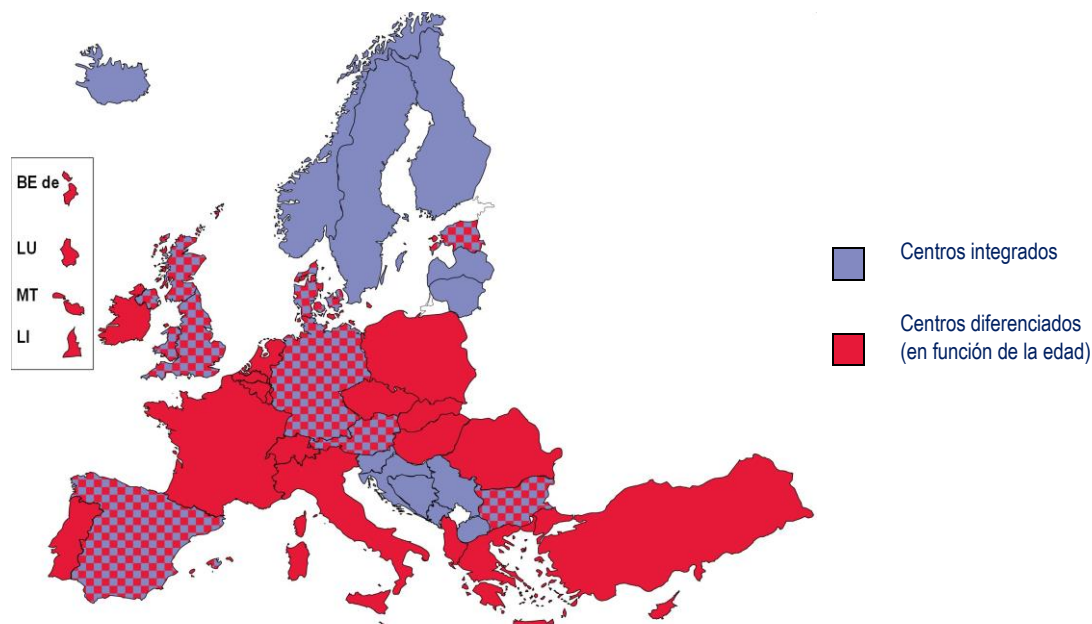 BE de
LU
MT
LI
Centros integrados
Centros diferenciados
(en función de la edad)